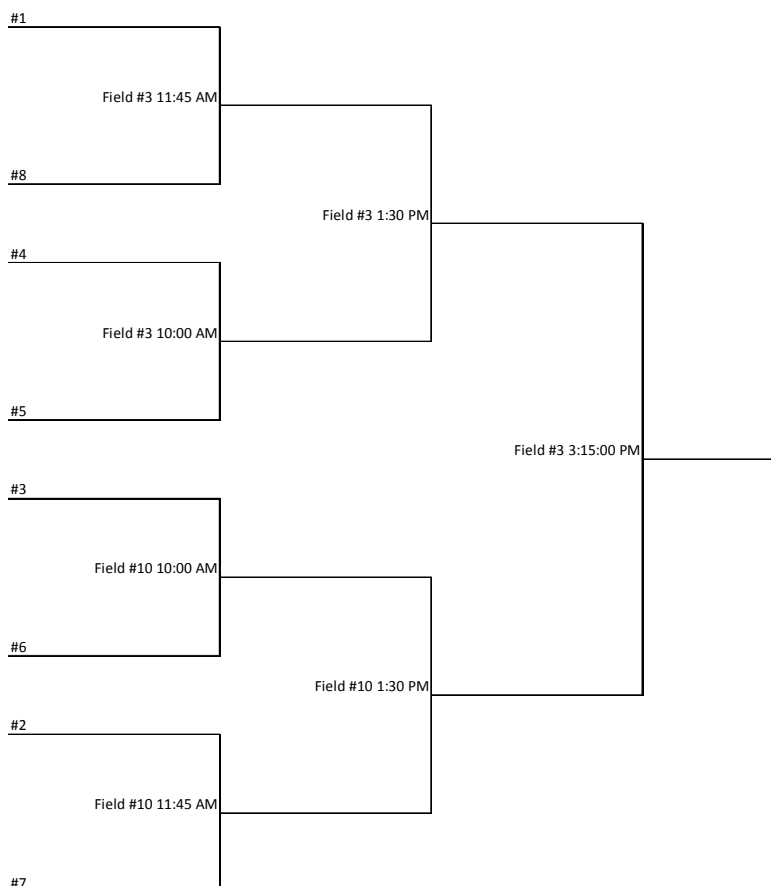 #1
Field #3 11:45 AM
#8
Field #3 1:30 PM
#4
Field #3 10:00 AM
#5
Field #3 3:15:00 PM
#3
Field #10 10:00 AM
#6
Field #10 1:30 PM
#2
Field #10 11:45 AM
#7